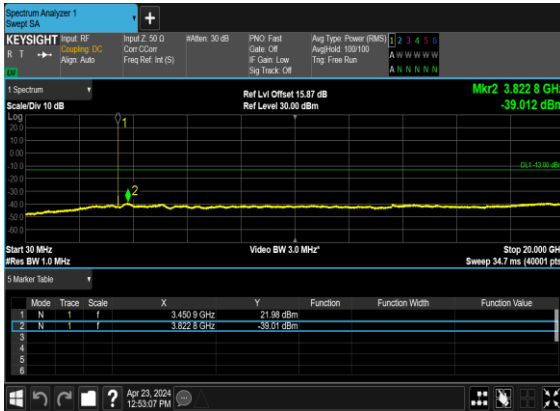 Spectrum Analyzer 1
Swept SA
+
KEYSIGHT
R T
LXI
Input: RF
Coupling: DC
Align: Auto
Input Z: 50 Ω
Corr CCorr
Freq Ref: Int (S)
#Atten: 30 dB
PNO: Fast
Gate: Off
IF Gain: Low
Sig Track: Off
Avg Type: Power (RMS)
Avg|Hold: 100/100
Trig: Free Run
1 2 3 4 5 6
A W W W W W
A N N N N N
1 Spectrum
Scale/Div 10 dB
Ref Lvl Offset 15.87 dB
Ref Level 30.00 dBm
Mkr2 3.822 8 GHz
-39.012 dBm
Log
20.0
10.0
0.00
-10.0
-20.0
-30.0
-40.0
-50.0
-60.0
1
2
DL1 -13.00 dBm
Start 30 MHz
#Res BW 1.0 MHz
Video BW 3.0 MHz*
Stop 20.000 GHz
Sweep 34.7 ms (40001 pts)
5 Marker Table
Mode Trace Scale X Y Function Function Width Function Value
1 N 1 f 3.450 9 GHz 21.98 dBm
2 N 1 f 3.822 8 GHz -39.01 dBm
3
4
5
6
?
Apr 23, 2024
12:53:07 PM